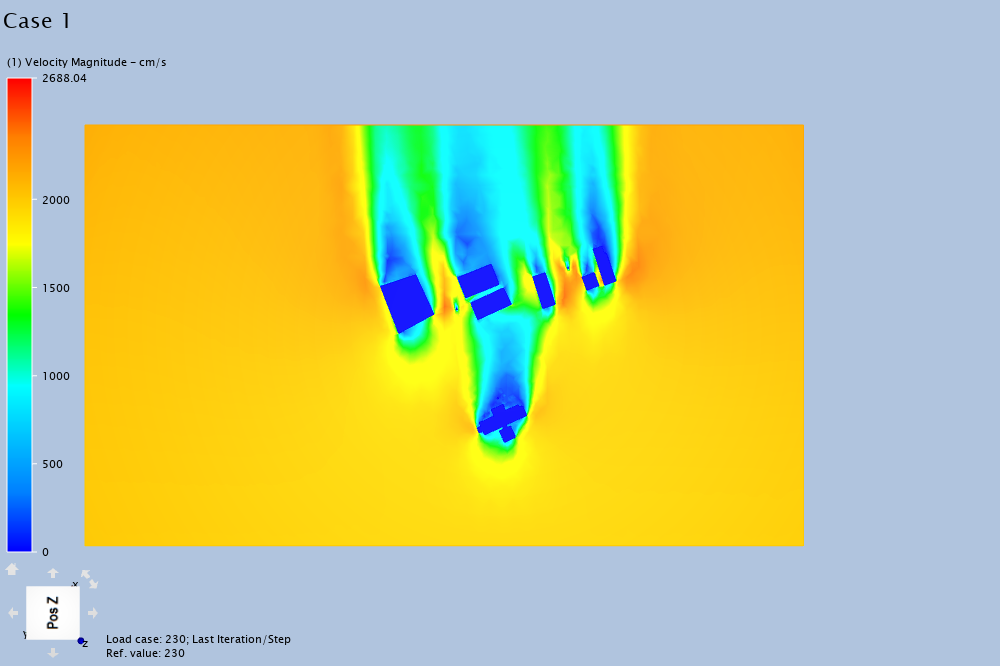 Case 1
(1) Velocity Magnitude - cm/s
2688.04
2000
1500
1000
500
0
X
Pos Z
Y
Z
Load case: 230; Last Iteration/Step
Ref. value: 230